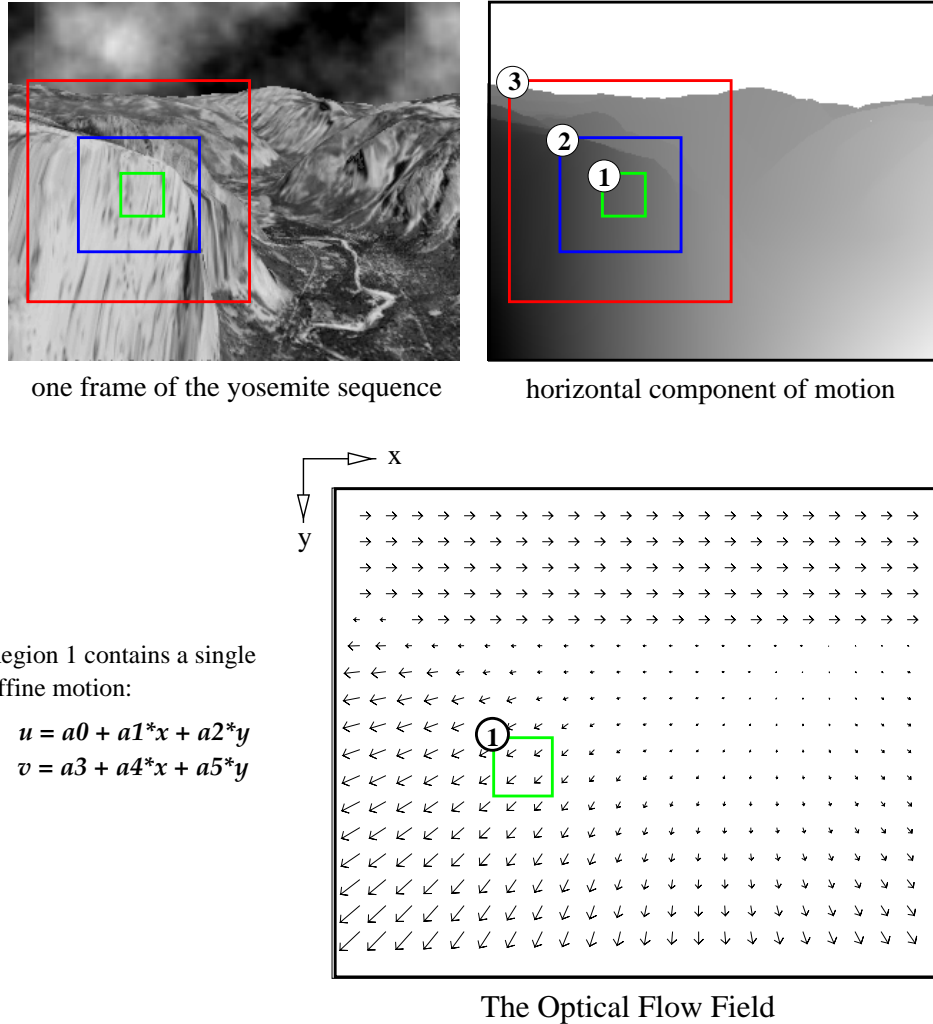 3
2
1
one frame of the yosemite sequence
horizontal component of motion
x
y
egion 1 contains a single
ffine motion:
u = a0 + a1*x + a2*y
v = a3 + a4*x + a5*y
1
The Optical Flow Field